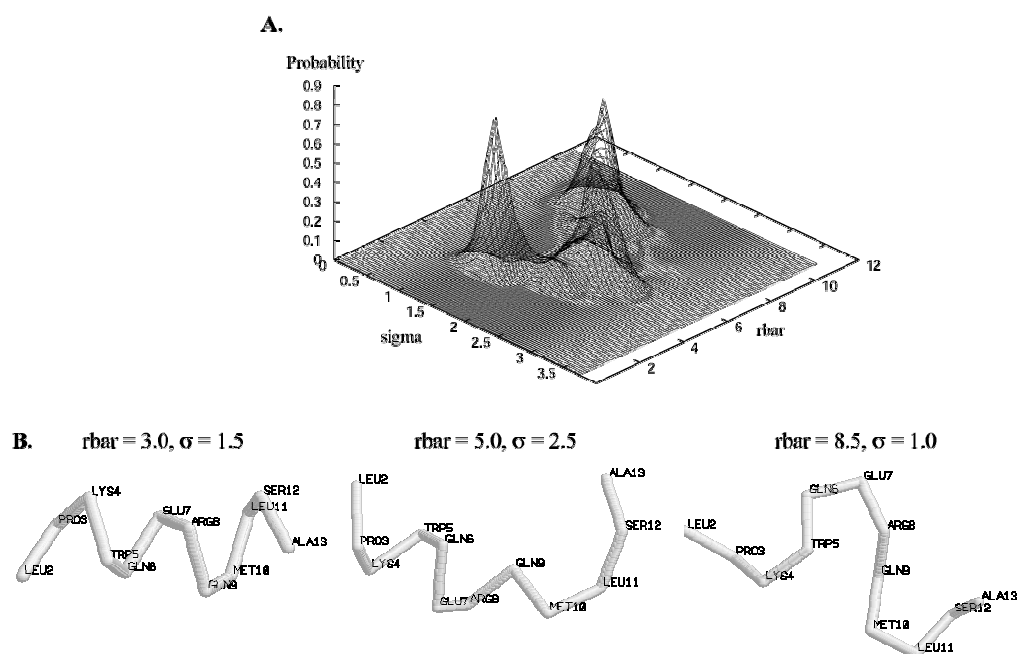 A.
Probability
0.9
0.8
0.7
0.6
0.5
0.4
0.3
0.2
0.1
0
0
0.5
1
1.5
2
2.5
3
3.5
sigma
2
4
6
8
10
12
rbar
B. rbar = 3.0, σ = 1.5 rbar = 5.0, σ = 2.5 rbar = 8.5, σ = 1.0
LEU2
PRO3
LYS4
TRP5
GLN6
GLU7
ARG8
GLN9
MET10
LEU11
SER12
ALA13
LEU2
PRO3
LYS4
TRP5
GLN6
GLU7
ARG8
GLN9
MET10
LEU11
SER12
ALA13
LEU2
PRO3
LYS4
TRP5
GLN6
GLU7
ARG8
GLN9
MET10
LEU11
SER12
ALA13